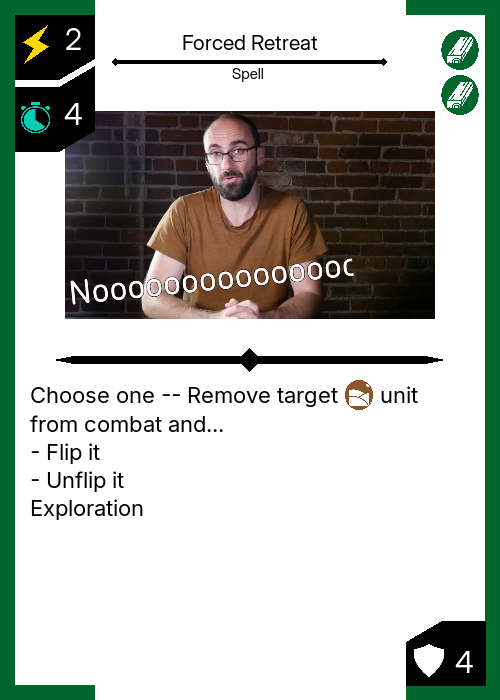 2
Forced Retreat
Spell
4
Nooooooooooooooc
Choose one -- Remove target unit
from combat and...
- Flip it
- Unflip it
Exploration
4